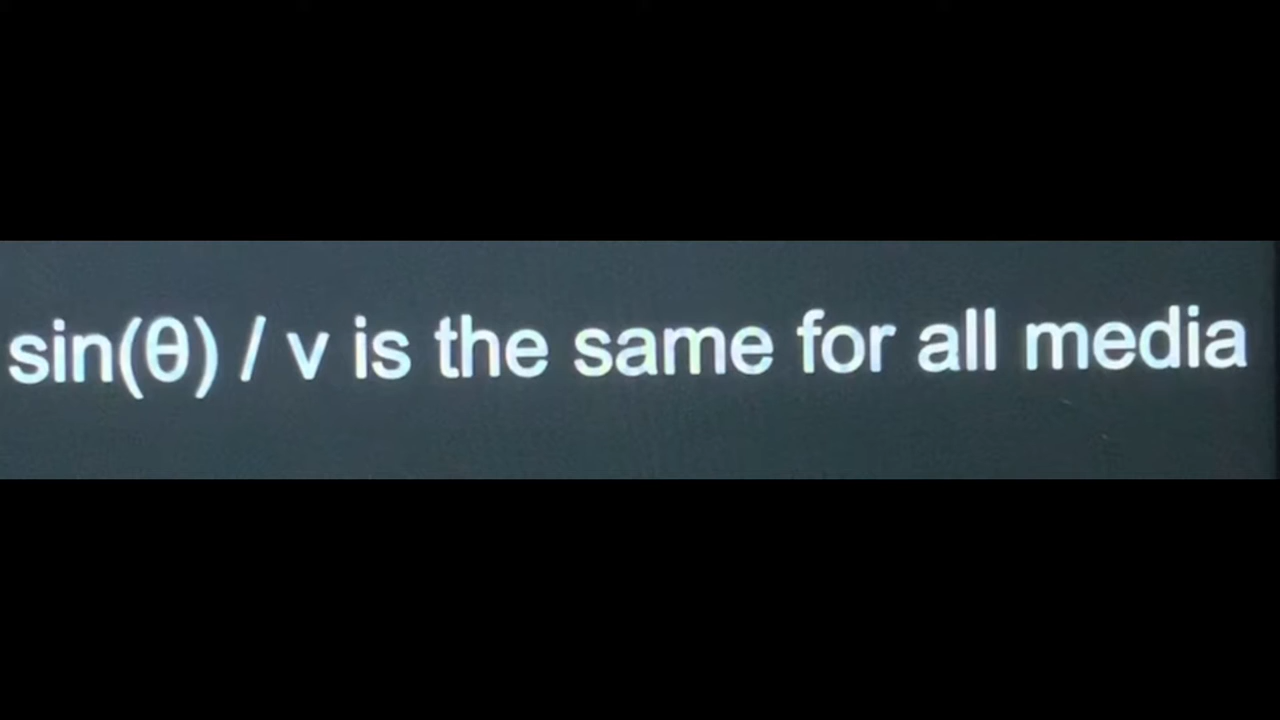 sin(θ) / v is the same for all media